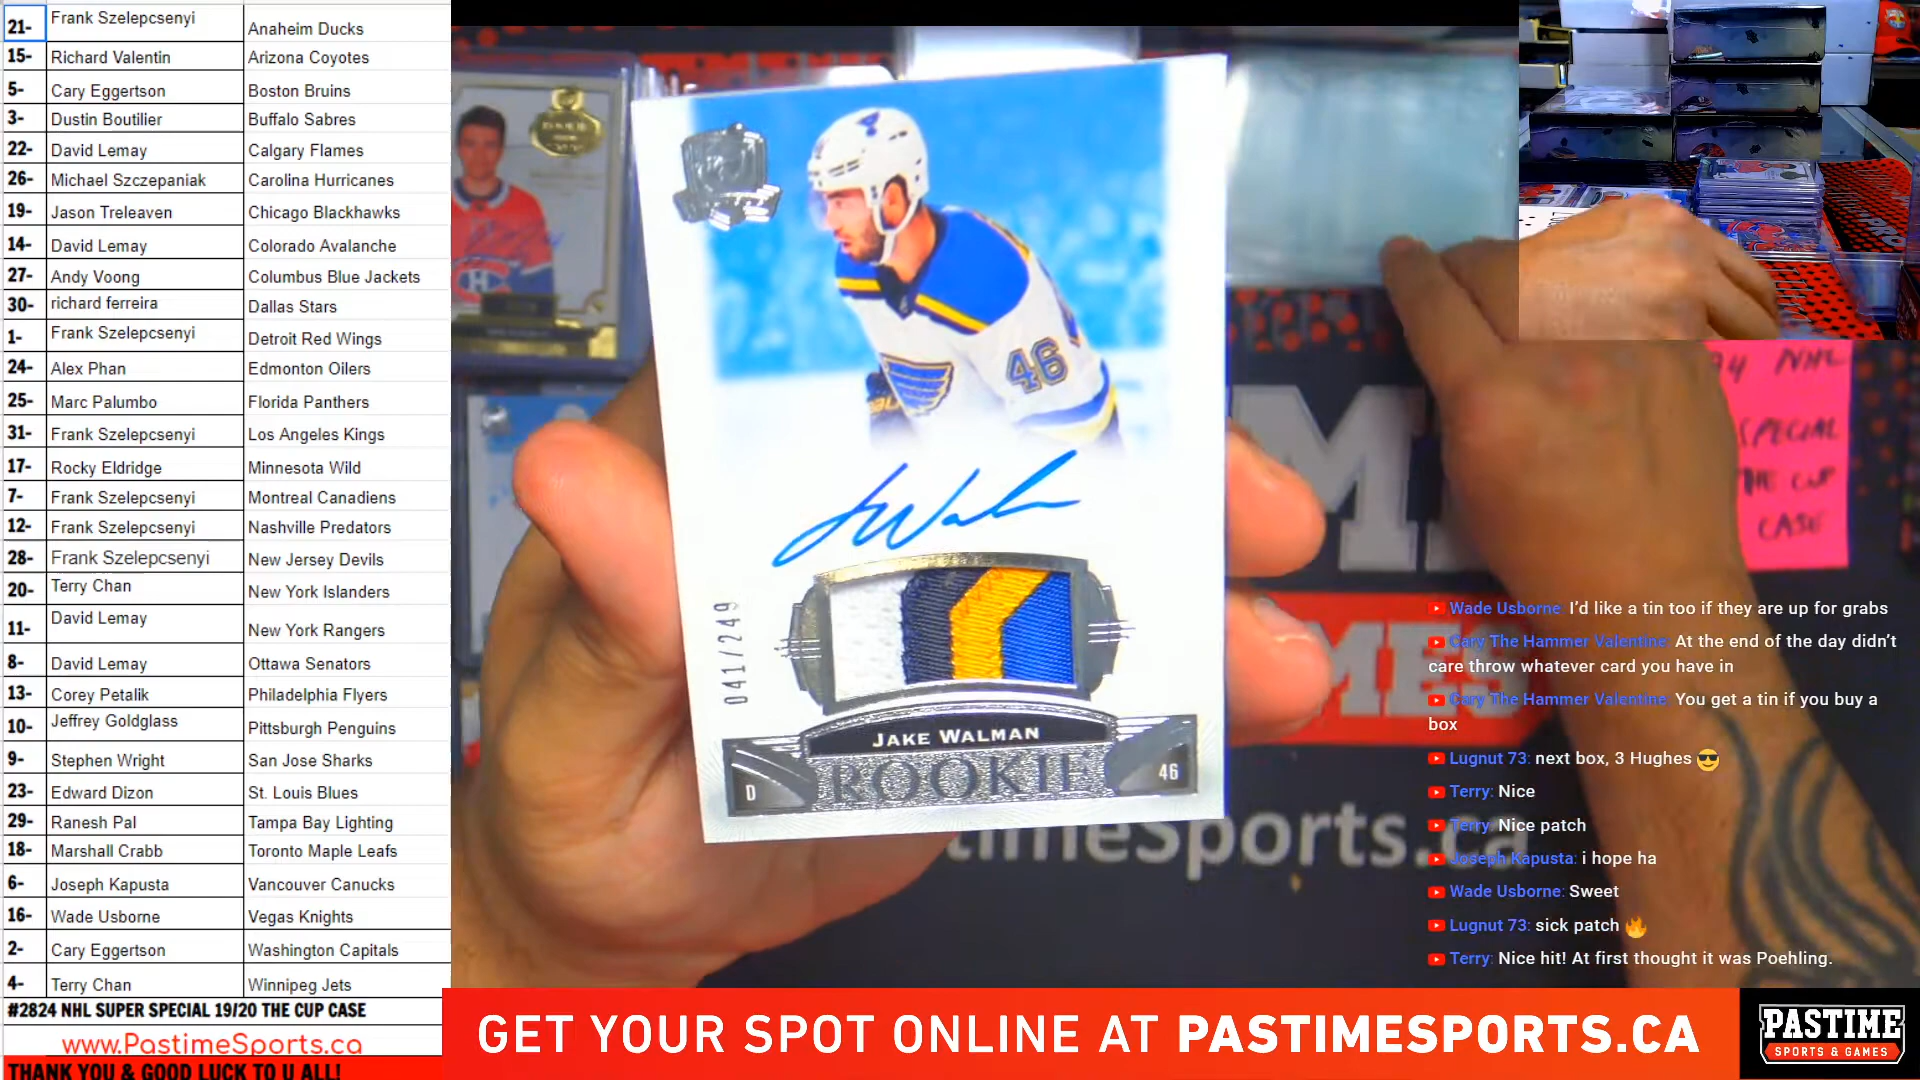 21- Frank Szelepcsenyi Anaheim Ducks
15- Richard Valentin Arizona Coyotes
5- Cary Eggertson Boston Bruins
3- Dustin Boutilier Buffalo Sabres
22- David Lemay Calgary Flames
26- Michael Szczepaniak Carolina Hurricanes
19- Jason Treleaven Chicago Blackhawks
14- David Lemay Colorado Avalanche
27- Andy Voong Columbus Blue Jackets
30- richard ferreira Dallas Stars
1- Frank Szelepcsenyi Detroit Red Wings
24- Alex Phan Edmonton Oilers
25- Marc Palumbo Florida Panthers
31- Frank Szelepcsenyi Los Angeles Kings
17- Rocky Eldridge Minnesota Wild
7- Frank Szelepcsenyi Montreal Canadiens
12- Frank Szelepcsenyi Nashville Predators
28- Frank Szelepcsenyi New Jersey Devils
20- Terry Chan New York Islanders
11- David Lemay New York Rangers
8- David Lemay Ottawa Senators
13- Corey Petalik Philadelphia Flyers
10- Jeffrey Goldglass Pittsburgh Penguins
9- Stephen Wright San Jose Sharks
23- Edward Dizon St. Louis Blues
29- Ranesh Pal Tampa Bay Lighting
18- Marshall Crabb Toronto Maple Leafs
6- Joseph Kapusta Vancouver Canucks
16- Wade Usborne Vegas Knights
2- Cary Eggertson Washington Capitals
4- Terry Chan Winnipeg Jets
#2824 NHL SUPER SPECIAL 19/20 THE CUP CASE
www.PastimeSports.ca
THANK YOU & GOOD LUCK TO U ALL!
46
041/249
JAKE WALMAN
ROOKIE
D
46
timeSports.ca
NHL
SPECIAL
THE CUP
CASE
Wade Usborne: I'd like a tin too if they are up for grabs
Gary The Hammer Valentine: At the end of the day didn't
care throw whatever card you have in
Gary The Hammer Valentine: You get a tin if you buy a
box
Lugnut 73: next box, 3 Hughes 😎
Terry: Nice
Terry: Nice patch
Joseph Kapusta: i hope ha
Wade Usborne: Sweet
Lugnut 73: sick patch 🔥
Terry: Nice hit! At first thought it was Poehling.
GET YOUR SPOT ONLINE AT PASTIMESPORTS.CA
PASTIME
SPORTS & GAMES